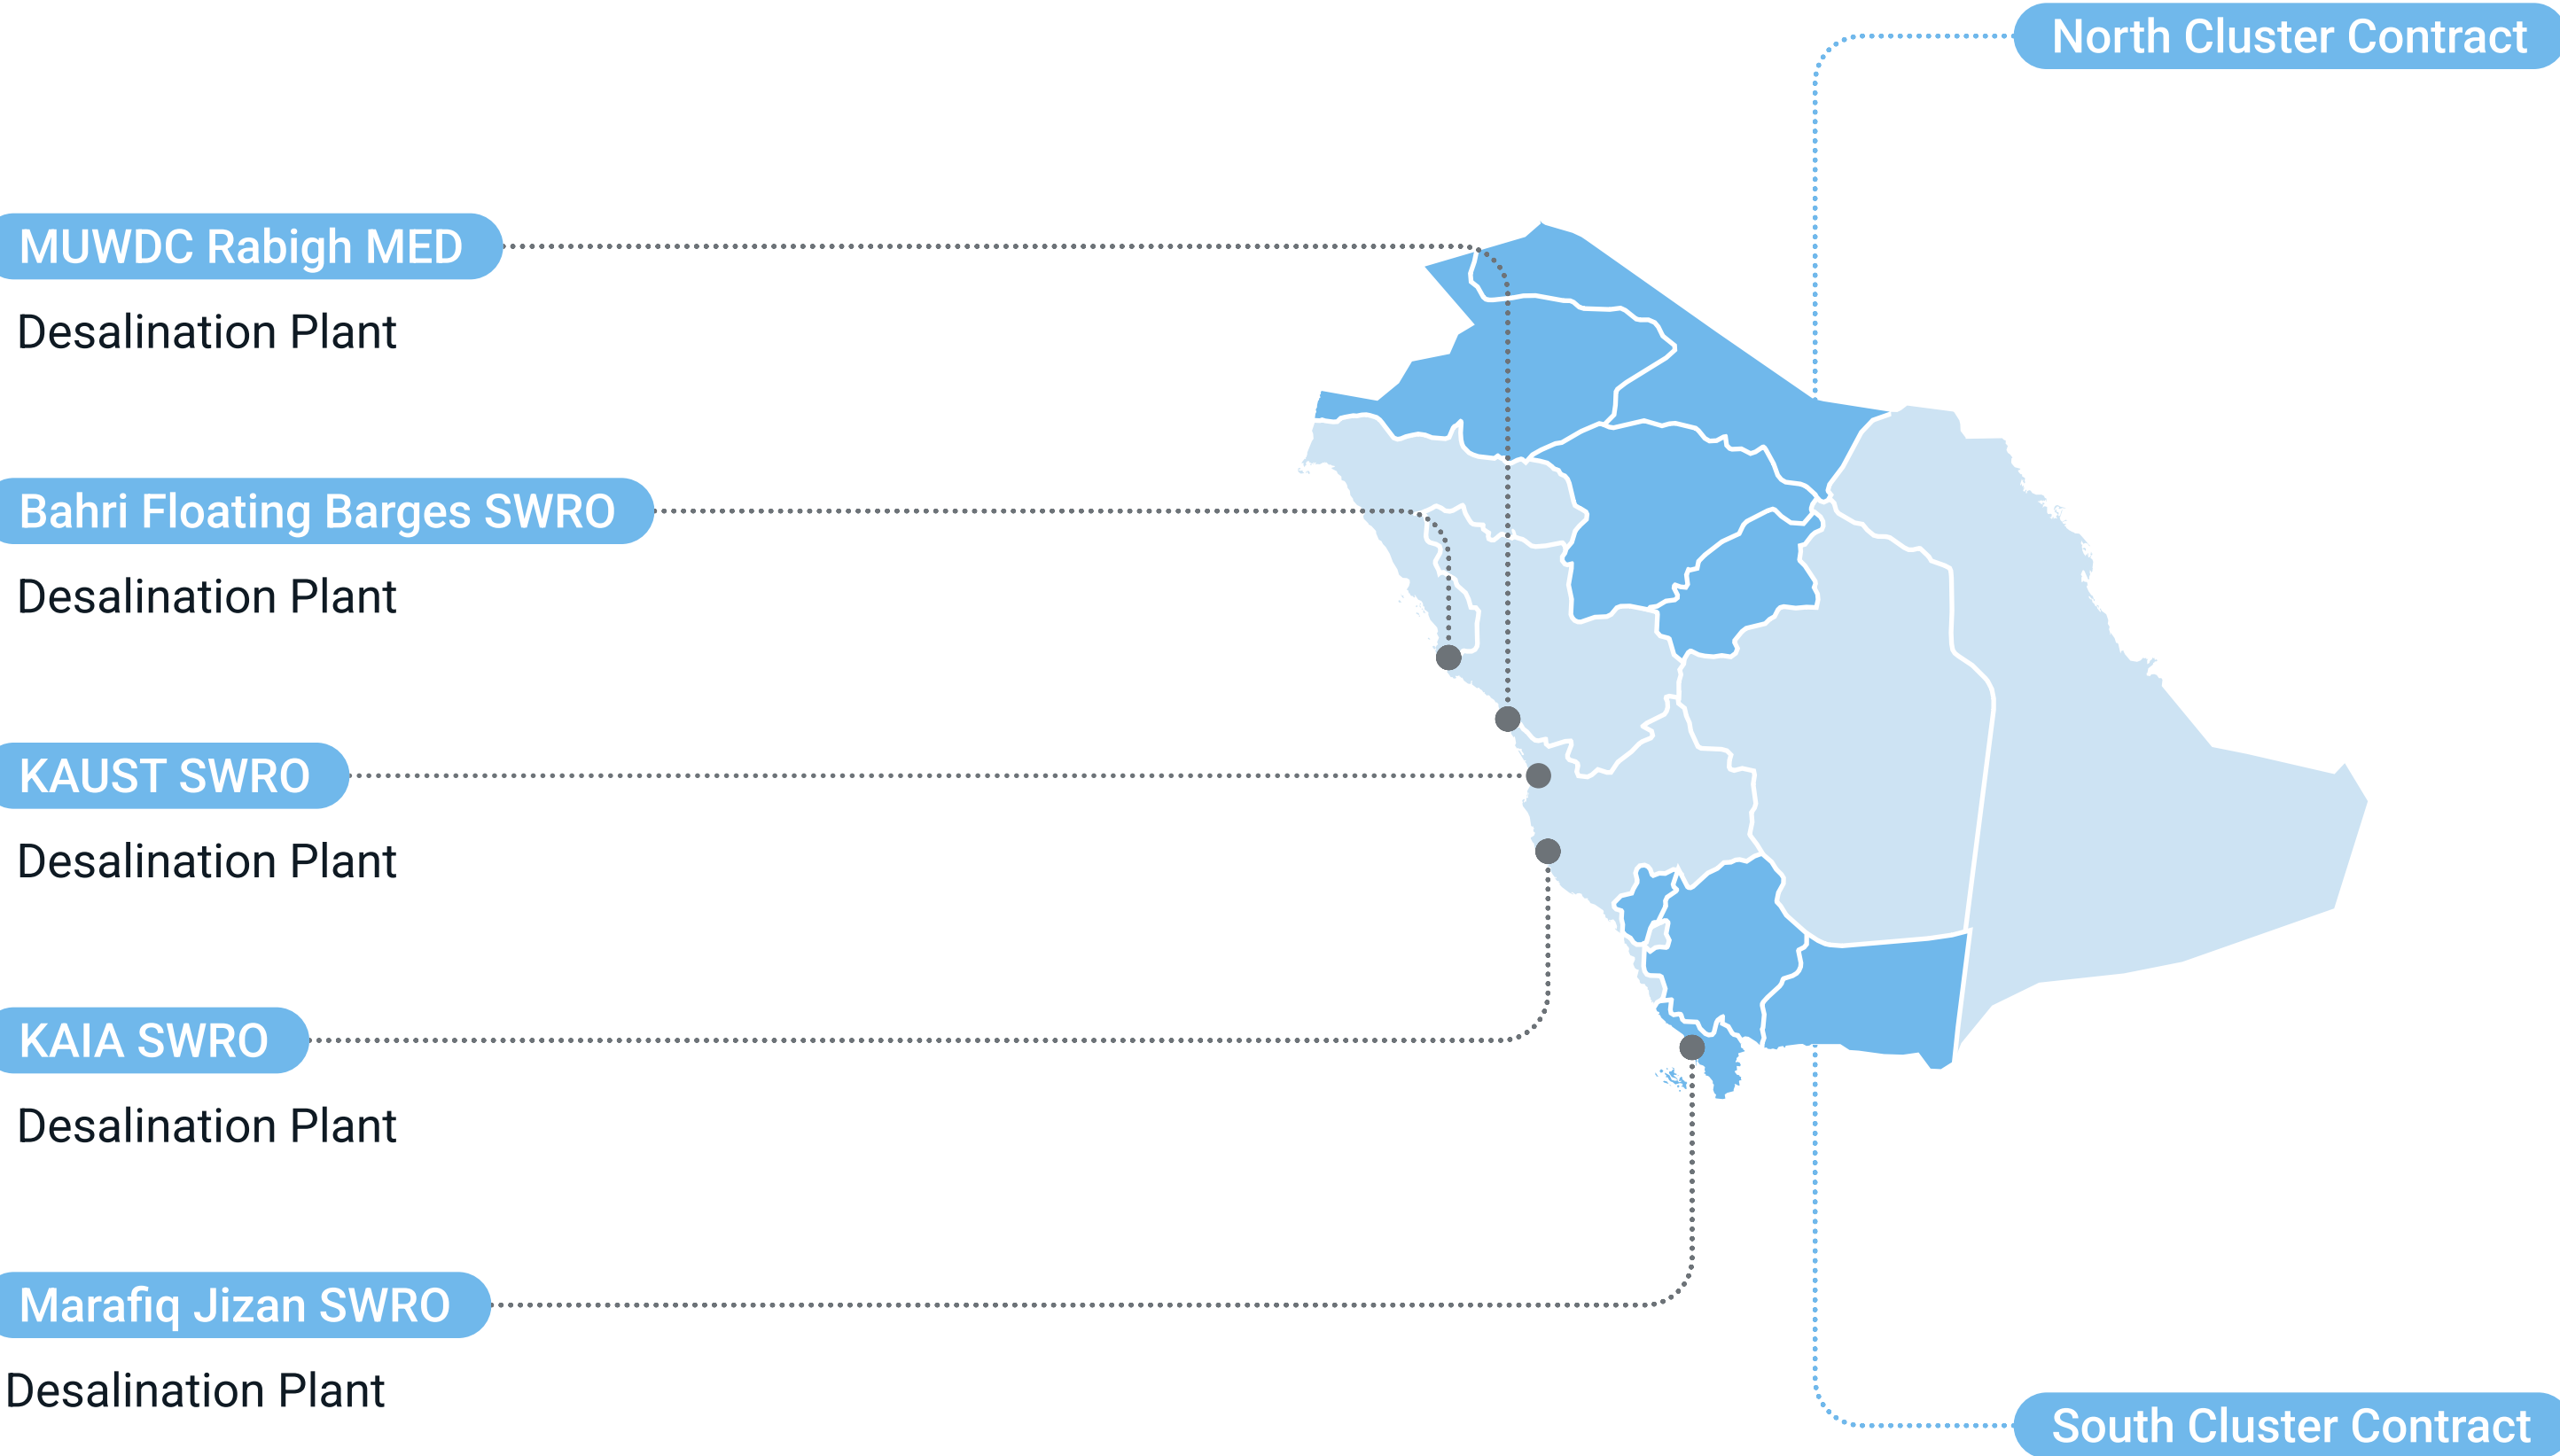 North Cluster Contract
MUWDC Rabigh MED
Desalination Plant
Bahri Floating Barges SWRO
Desalination Plant
KAUST SWRO
Desalination Plant
KAIA SWRO
Desalination Plant
Marafiq Jizan SWRO
Desalination Plant
South Cluster Contract